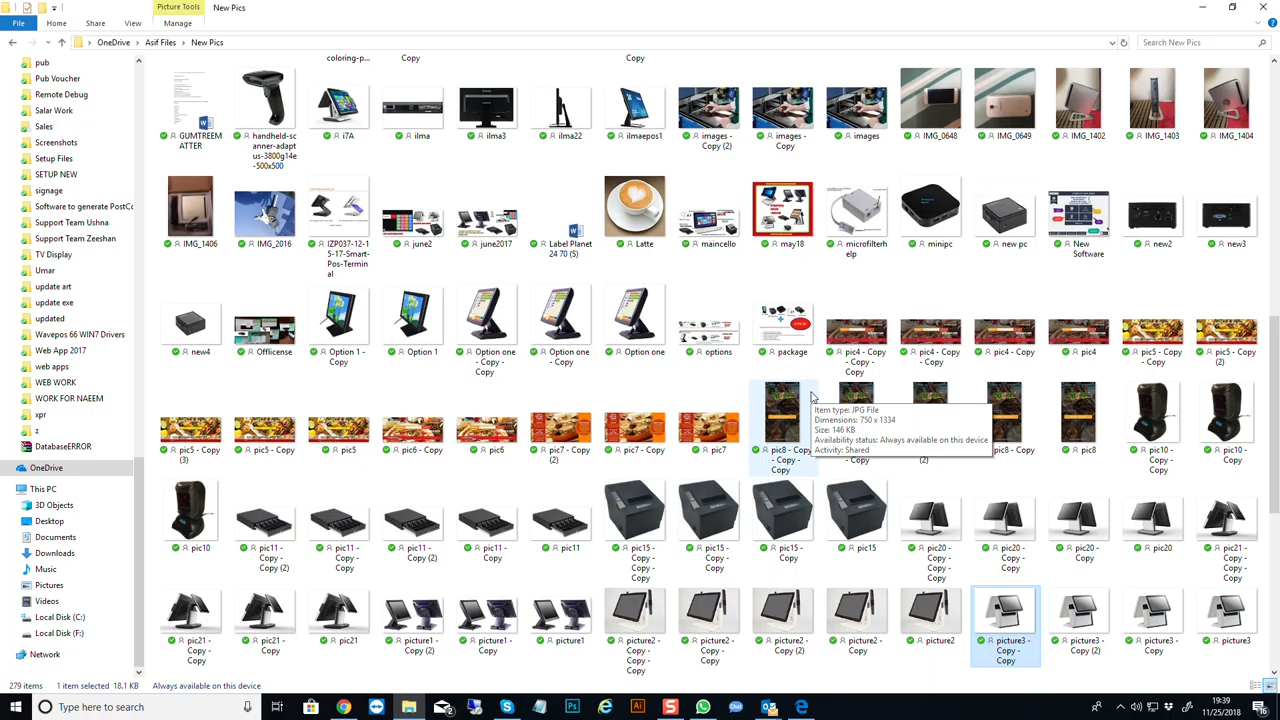 Picture Tools
New Pics
File
Home
Share
View
Manage
OneDrive
Asif Files
New Pics
Search New Pics
pub
Pub Voucher
Remote Debug
Salar Work
Sales
Screenshots
Setup Files
SETUP NEW
signage
Software to generate PostCo
Support Team Ushna
Support Team Zeeshan
TV Display
Umar
update art
update exe
updated
Wavepos 66 WIN7 Drivers
Web App 2017
web apps
WEB WORK
WORK FOR NAEEM
xpr
z
DatabaseERROR
OneDrive
This PC
3D Objects
Desktop
Documents
Downloads
Music
Pictures
Videos
Local Disk (C:)
Local Disk (F:)
Network
coloring-p...
Copy
Copy
GUMTREEM
ATTER
handheld-sc
anner-adapt
us-3800g14e
-500x500
i7A
ilma
ilma3
ilma22
ilmaepos1
images -
Copy (2)
images -
Copy
images
IMG_0648
IMG_0649
IMG_1402
IMG_1403
IMG_1404
IMG_1406
IMG_2016
IZP037-12-1
5-17-Smart-
Pos-Termin
al
june2
june2017
Label Planet
24 70 (S)
Latte
maincello
may18
microfilterh
elp
minipc
new pc
New
Software
new2
new3
new4
Offlicense
Option 1 -
Copy
Option 1
Option one
- Copy -
Copy
Option one
- Copy
Option one
options
package
pic4 - Copy
- Copy -
Copy
pic4 - Copy
- Copy
pic4 - Copy
pic4
pic5 - Copy
- Copy
pic5 - Copy
(2)
pic5 - Copy
(3)
pic5 - Copy
pic5
pic6 - Copy
pic6
pic7 - Copy
(2)
pic7 - Copy
pic7
pic8 - Copy
- Copy -
Copy
- Copy
(2)
pic8 - Copy
pic8
pic10 -
Copy - Copy
pic10 -
Copy
Item type: JPG File
Dimensions: 750 x 1334
Size: 146 KB
Availability status: Always available on this device
Activity: Shared
pic10
pic11 -
Copy -
Copy (2)
pic11 -
Copy -
Copy
pic11 -
Copy (2)
pic11 -
Copy
pic11
pic15 -
Copy -
Copy -
Copy
pic15 -
Copy -
Copy
pic15 -
Copy
pic15
pic20 -
Copy -
Copy -
Copy
pic20 -
Copy -
Copy
pic20 -
Copy
pic20
pic21 -
Copy -
Copy -
Copy
pic21 -
Copy -
Copy
pic21 -
Copy
pic21
picture1 -
Copy (2)
picture1 -
Copy
picture1
picture2 -
Copy -
Copy -
Copy
picture2 -
Copy -
Copy
picture2 -
Copy (2)
picture2 -
Copy
picture2
picture3 -
Copy -
Copy
picture3 -
Copy (2)
picture3 -
Copy
picture3
279 items
1 item selected 18.1 KB
Always available on this device
Type here to search
19:39
11/25/2018